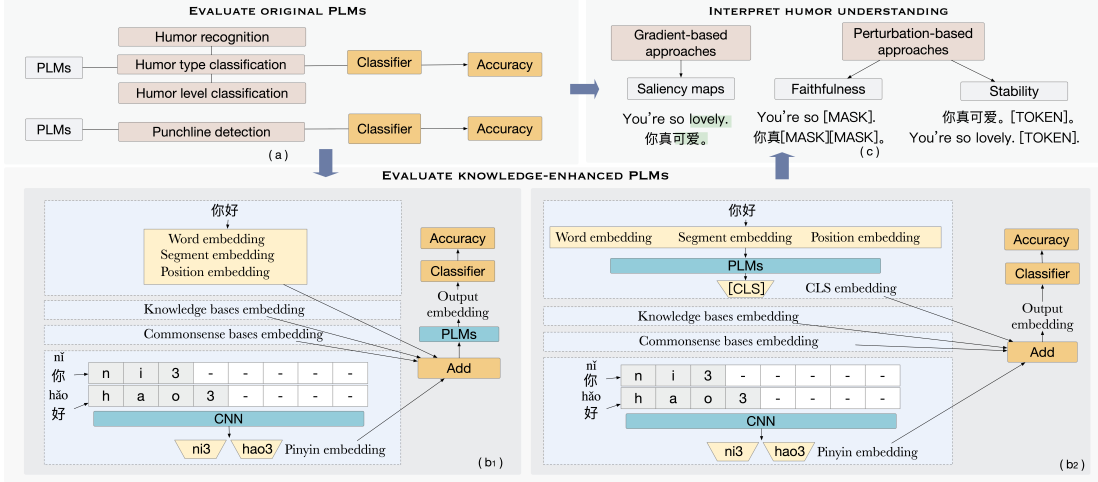 EVALUATE ORIGINAL PLMS
Humor recognition
PLMs
Humor type classification
Classifier
Accuracy
Humor level classification
PLMs
Punchline detection
Classifier
Accuracy
( a )
INTERPRET HUMOR UNDERSTANDING
Gradient-based
approaches
Perturbation-based
approaches
Saliency maps
Faithfulness
Stability
You're so lovely.
你真可爱。
You're so [MASK].
你真[MASK][MASK]。
你真可爱。[TOKEN]。
You're so lovely. [TOKEN].
( c )
EVALUATE KNOWLEDGE-ENHANCED PLMS
你好
Word embedding
Segment embedding
Position embedding
Knowledge bases embedding
Commonsense bases embedding
nǐ
你
n i 3 - - - - -
hǎo
好
h a o 3 - - - -
CNN
ni3
hao3
Pinyin embedding
Accuracy
Classifier
Output
embedding
PLMs
Add
( b1 )
你好
Word embedding Segment embedding Position embedding
PLMs
[CLS]
CLS embedding
Knowledge bases embedding
Commonsense bases embedding
nǐ
你
n i 3 - - - - -
hǎo
好
h a o 3 - - - -
CNN
ni3
hao3
Pinyin embedding
Accuracy
Classifier
Output
embedding
Add
( b2 )